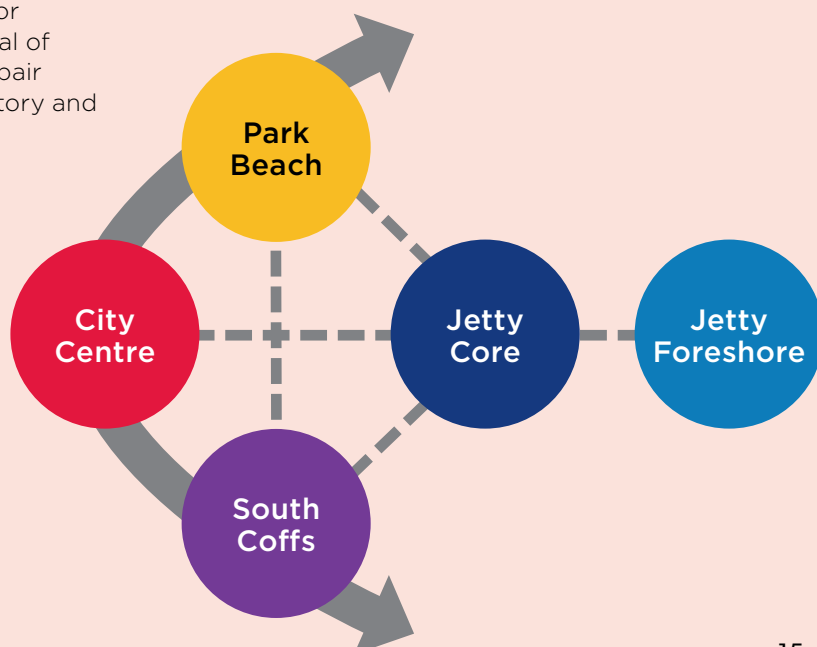 or
al of
pair
tory and
Park
Beach
City
Centre
Jetty
Core
Jetty
Foreshore
South
Coffs